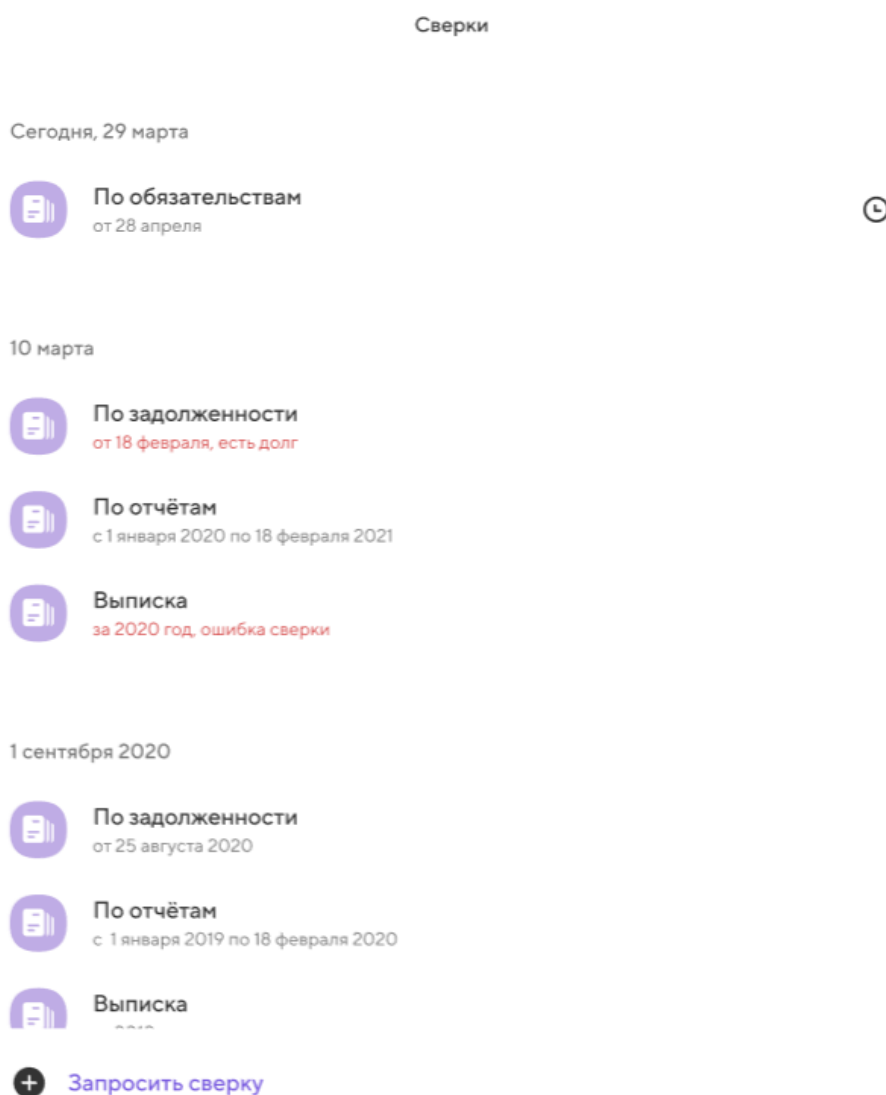 Сверки
Сегодня, 29 марта
По обязательствам
от 28 апреля
10 марта
По задолженности
от 18 февраля, есть долг
По отчётам
с 1 января 2020 по 18 февраля 2021
Выписка
за 2020 год, ошибка сверки
1 сентября 2020
По задолженности
от 25 августа 2020
По отчётам
с 1 января 2019 по 18 февраля 2020
Выписка
Запросить сверку